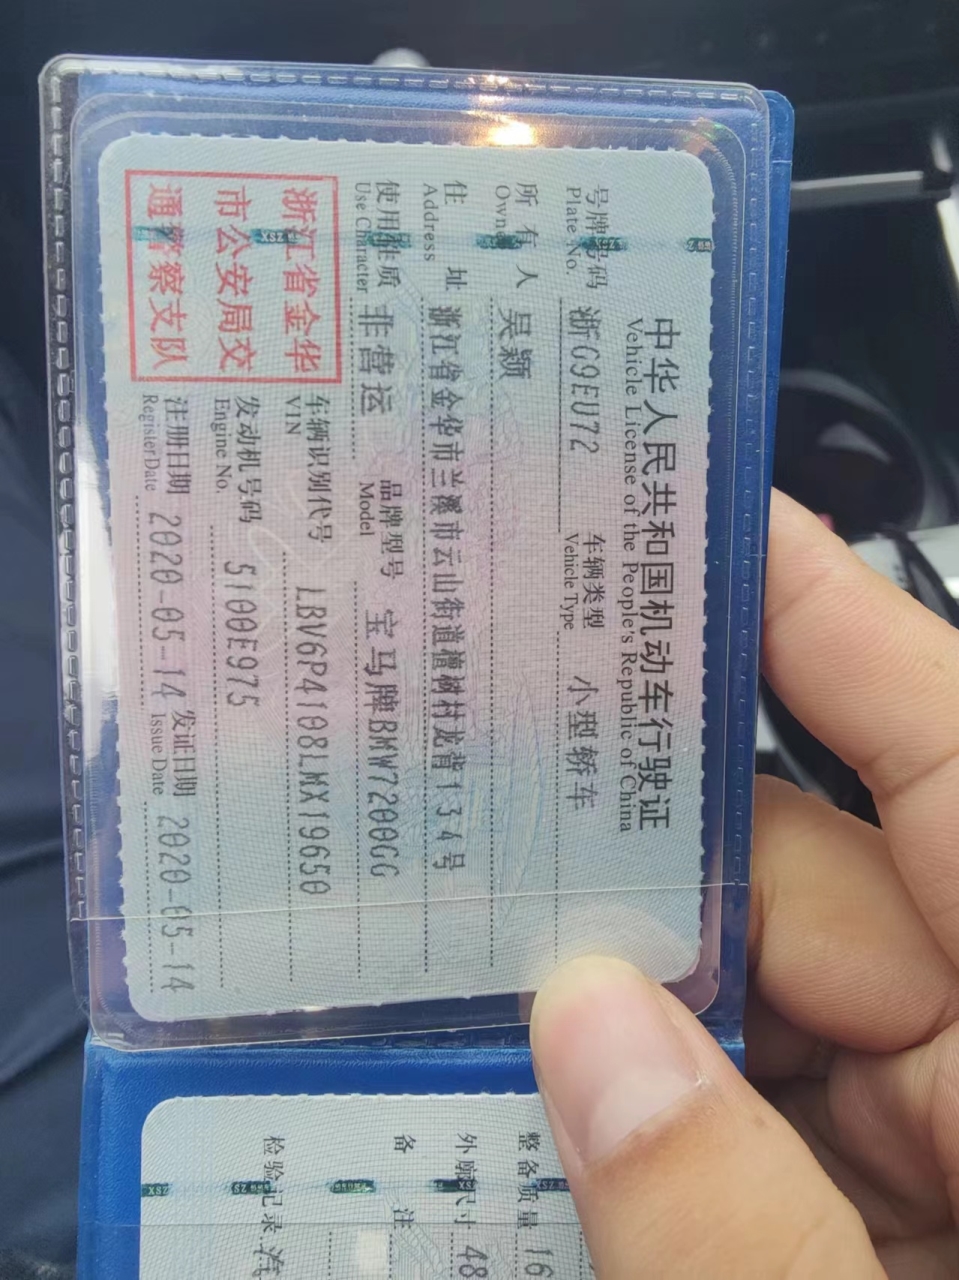 中华人民共和国机动车行驶证
Vehicle License of the People's Republic of China
号牌号码 浙G9EU72 车辆类型 小型轿车
Plate No. Vehicle Type
所有人 吴颖
Owner
住址 浙江省金华市兰溪市云山街道檀树村龙背134号
Address
使用性质 非营运 品牌型号 宝马牌BMW7200GG
Use Character Model
浙江省金华
市公安局交
通警察支队
车辆识别代号 LBV6P4108LMX19650
VIN
发动机号码 5100E975
Engine No.
注册日期 2020-05-14 发证日期 2020-05-14
Register Date Issue Date
整备质量 16
外廓尺寸 48
备注
检验记录 汽